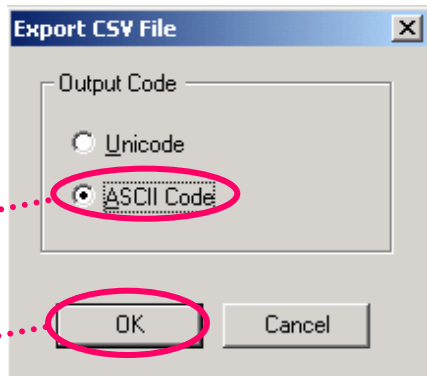 Export CSV File
Output Code
Unicode
ASCII Code
OK Cancel